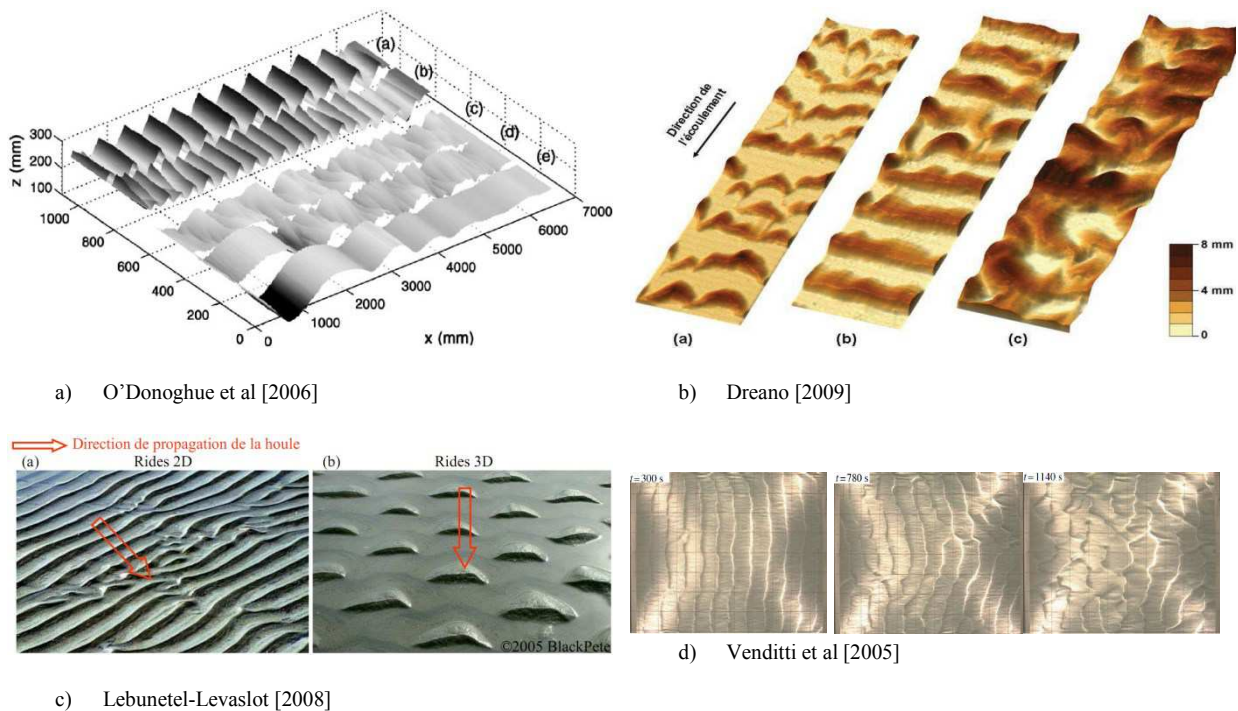 (a)
(b)
(c)
(d)
(e)
z (mm)
300
200
100
1000
800
600
400
200
0
0
1000
2000
3000
4000
5000
6000
7000
x (mm)
a) O’Donoghue et al [2006]
Direction de
l'écoulement
(a)
(b)
(c)
8 mm
4 mm
0
b) Dreano [2009]
Direction de propagation de la houle
(a) Rides 2D
(b) Rides 3D
©2005 BlackPete
c) Lebunetel-Levaslot [2008]
t=300 s
t=780 s
t=1140 s
d) Venditti et al [2005]